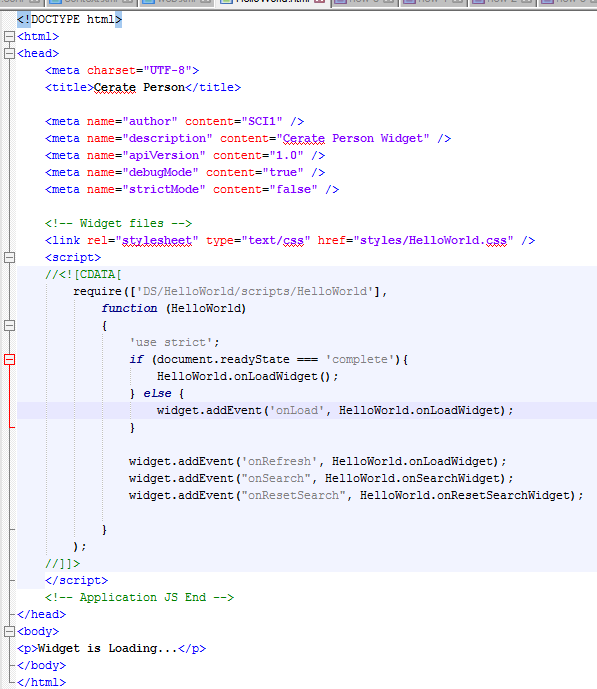 HelloWorld.html
<!DOCTYPE html>
<html>
<head>
<meta charset="UTF-8">
<title>Cerate Person</title>
<meta name="author" content="SCI1" />
<meta name="description" content="Cerate Person Widget" />
<meta name="apiVersion" content="1.0" />
<meta name="debugMode" content="true" />
<meta name="strictMode" content="false" />
<!-- Widget files -->
<link rel="stylesheet" type="text/css" href="styles/HelloWorld.css" />
<script>
//<![CDATA[
require(['DS/HelloWorld/scripts/HelloWorld'],
function (HelloWorld)
{
'use strict';
if (document.readyState === 'complete'){
HelloWorld.onLoadWidget();
} else {
widget.addEvent('onLoad', HelloWorld.onLoadWidget);
}
widget.addEvent('onRefresh', HelloWorld.onLoadWidget);
widget.addEvent("onSearch", HelloWorld.onSearchWidget);
widget.addEvent("onResetSearch", HelloWorld.onResetSearchWidget);
}
);
//]]>
</script>
<!-- Application JS End -->
</head>
<body>
<p>Widget is Loading...</p>
</body>
</html>